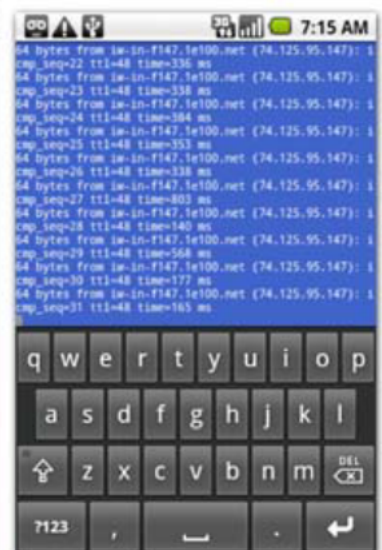 3G 7:15 AM
64 bytes from iw-in-f147.1e100.net (74.125.95.147): i
cmp_seq=22 ttl=48 time=336 ms
64 bytes from iw-in-f147.1e100.net (74.125.95.147): i
cmp_seq=23 ttl=48 time=338 ms
64 bytes from iw-in-f147.1e100.net (74.125.95.147): i
cmp_seq=24 ttl=48 time=384 ms
64 bytes from iw-in-f147.1e100.net (74.125.95.147): i
cmp_seq=25 ttl=48 time=353 ms
64 bytes from iw-in-f147.1e100.net (74.125.95.147): i
cmp_seq=26 ttl=48 time=338 ms
64 bytes from iw-in-f147.1e100.net (74.125.95.147): i
cmp_seq=27 ttl=48 time=803 ms
64 bytes from iw-in-f147.1e100.net (74.125.95.147): i
cmp_seq=28 ttl=48 time=140 ms
64 bytes from iw-in-f147.1e100.net (74.125.95.147): i
cmp_seq=29 ttl=48 time=568 ms
64 bytes from iw-in-f147.1e100.net (74.125.95.147): i
cmp_seq=30 ttl=48 time=177 ms
64 bytes from iw-in-f147.1e100.net (74.125.95.147): i
cmp_seq=31 ttl=48 time=165 ms
q w e r t y u i o p
a s d f g h j k l
z x c v b n m DEL
?123 , .